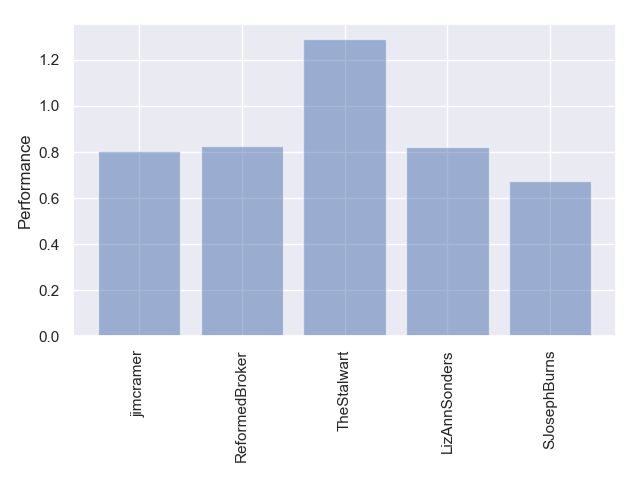 1.2
1.0
0.8
0.6
0.4
0.2
0.0
Performance
jimcramer
ReformedBroker
TheStalwart
LizAnnSonders
SJosephBurns